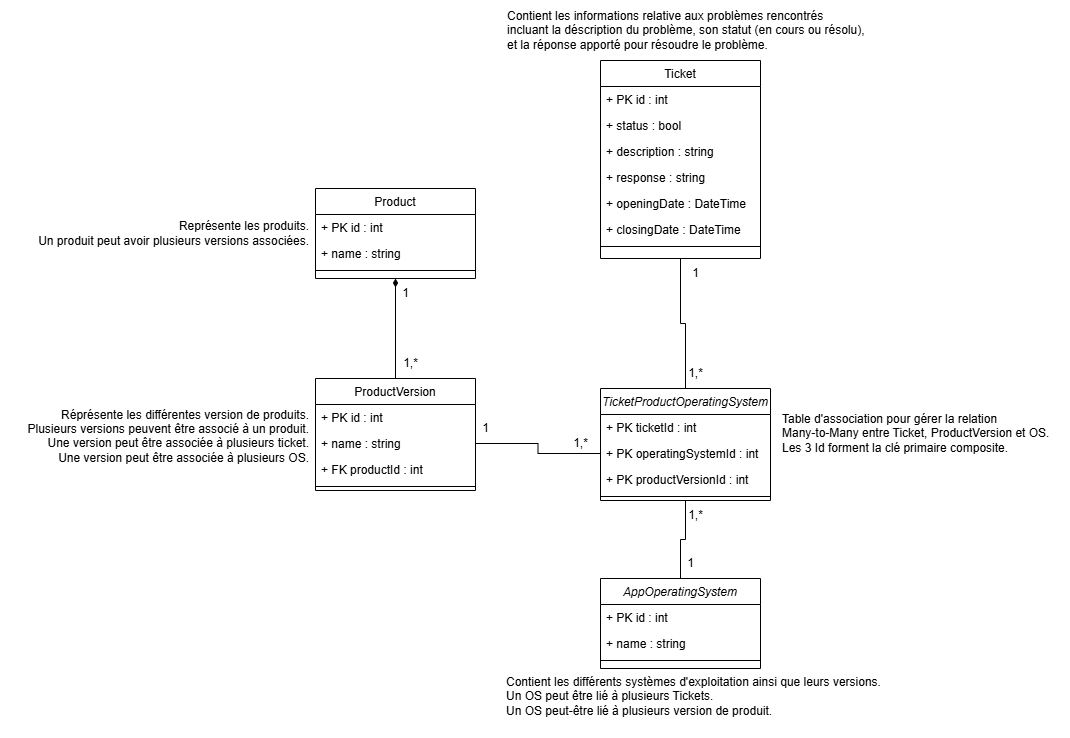 Contient les informations relative aux problèmes rencontrés
incluant la déscription du problème, son statut (en cours ou résolu),
et la réponse apporté pour résoudre le problème.
Ticket
+ PK id : int
+ status : bool
+ description : string
+ response : string
+ openingDate : DateTime
+ closingDate : DateTime
1
1,*
Représente les produits.
Un produit peut avoir plusieurs versions associées.
Product
+ PK id : int
+ name : string
1
1,*
Réprésente les différentes version de produits.
Plusieurs versions peuvent être associé à un produit.
Une version peut être associée à plusieurs ticket.
Une version peut être associée à plusieurs OS.
ProductVersion
+ PK id : int
+ name : string
+ FK productId : int
1
1,*
TicketProductOperatingSystem
+ PK ticketId : int
+ PK operatingSystemId : int
+ PK productVersionId : int
Table d'association pour gérer la relation
Many-to-Many entre Ticket, ProductVersion et OS.
Les 3 Id forment la clé primaire composite.
1,*
1
AppOperatingSystem
+ PK id : int
+ name : string
Contient les différents systèmes d'exploitation ainsi que leurs versions.
Un OS peut être lié à plusieurs Tickets.
Un OS peut-être lié à plusieurs version de produit.